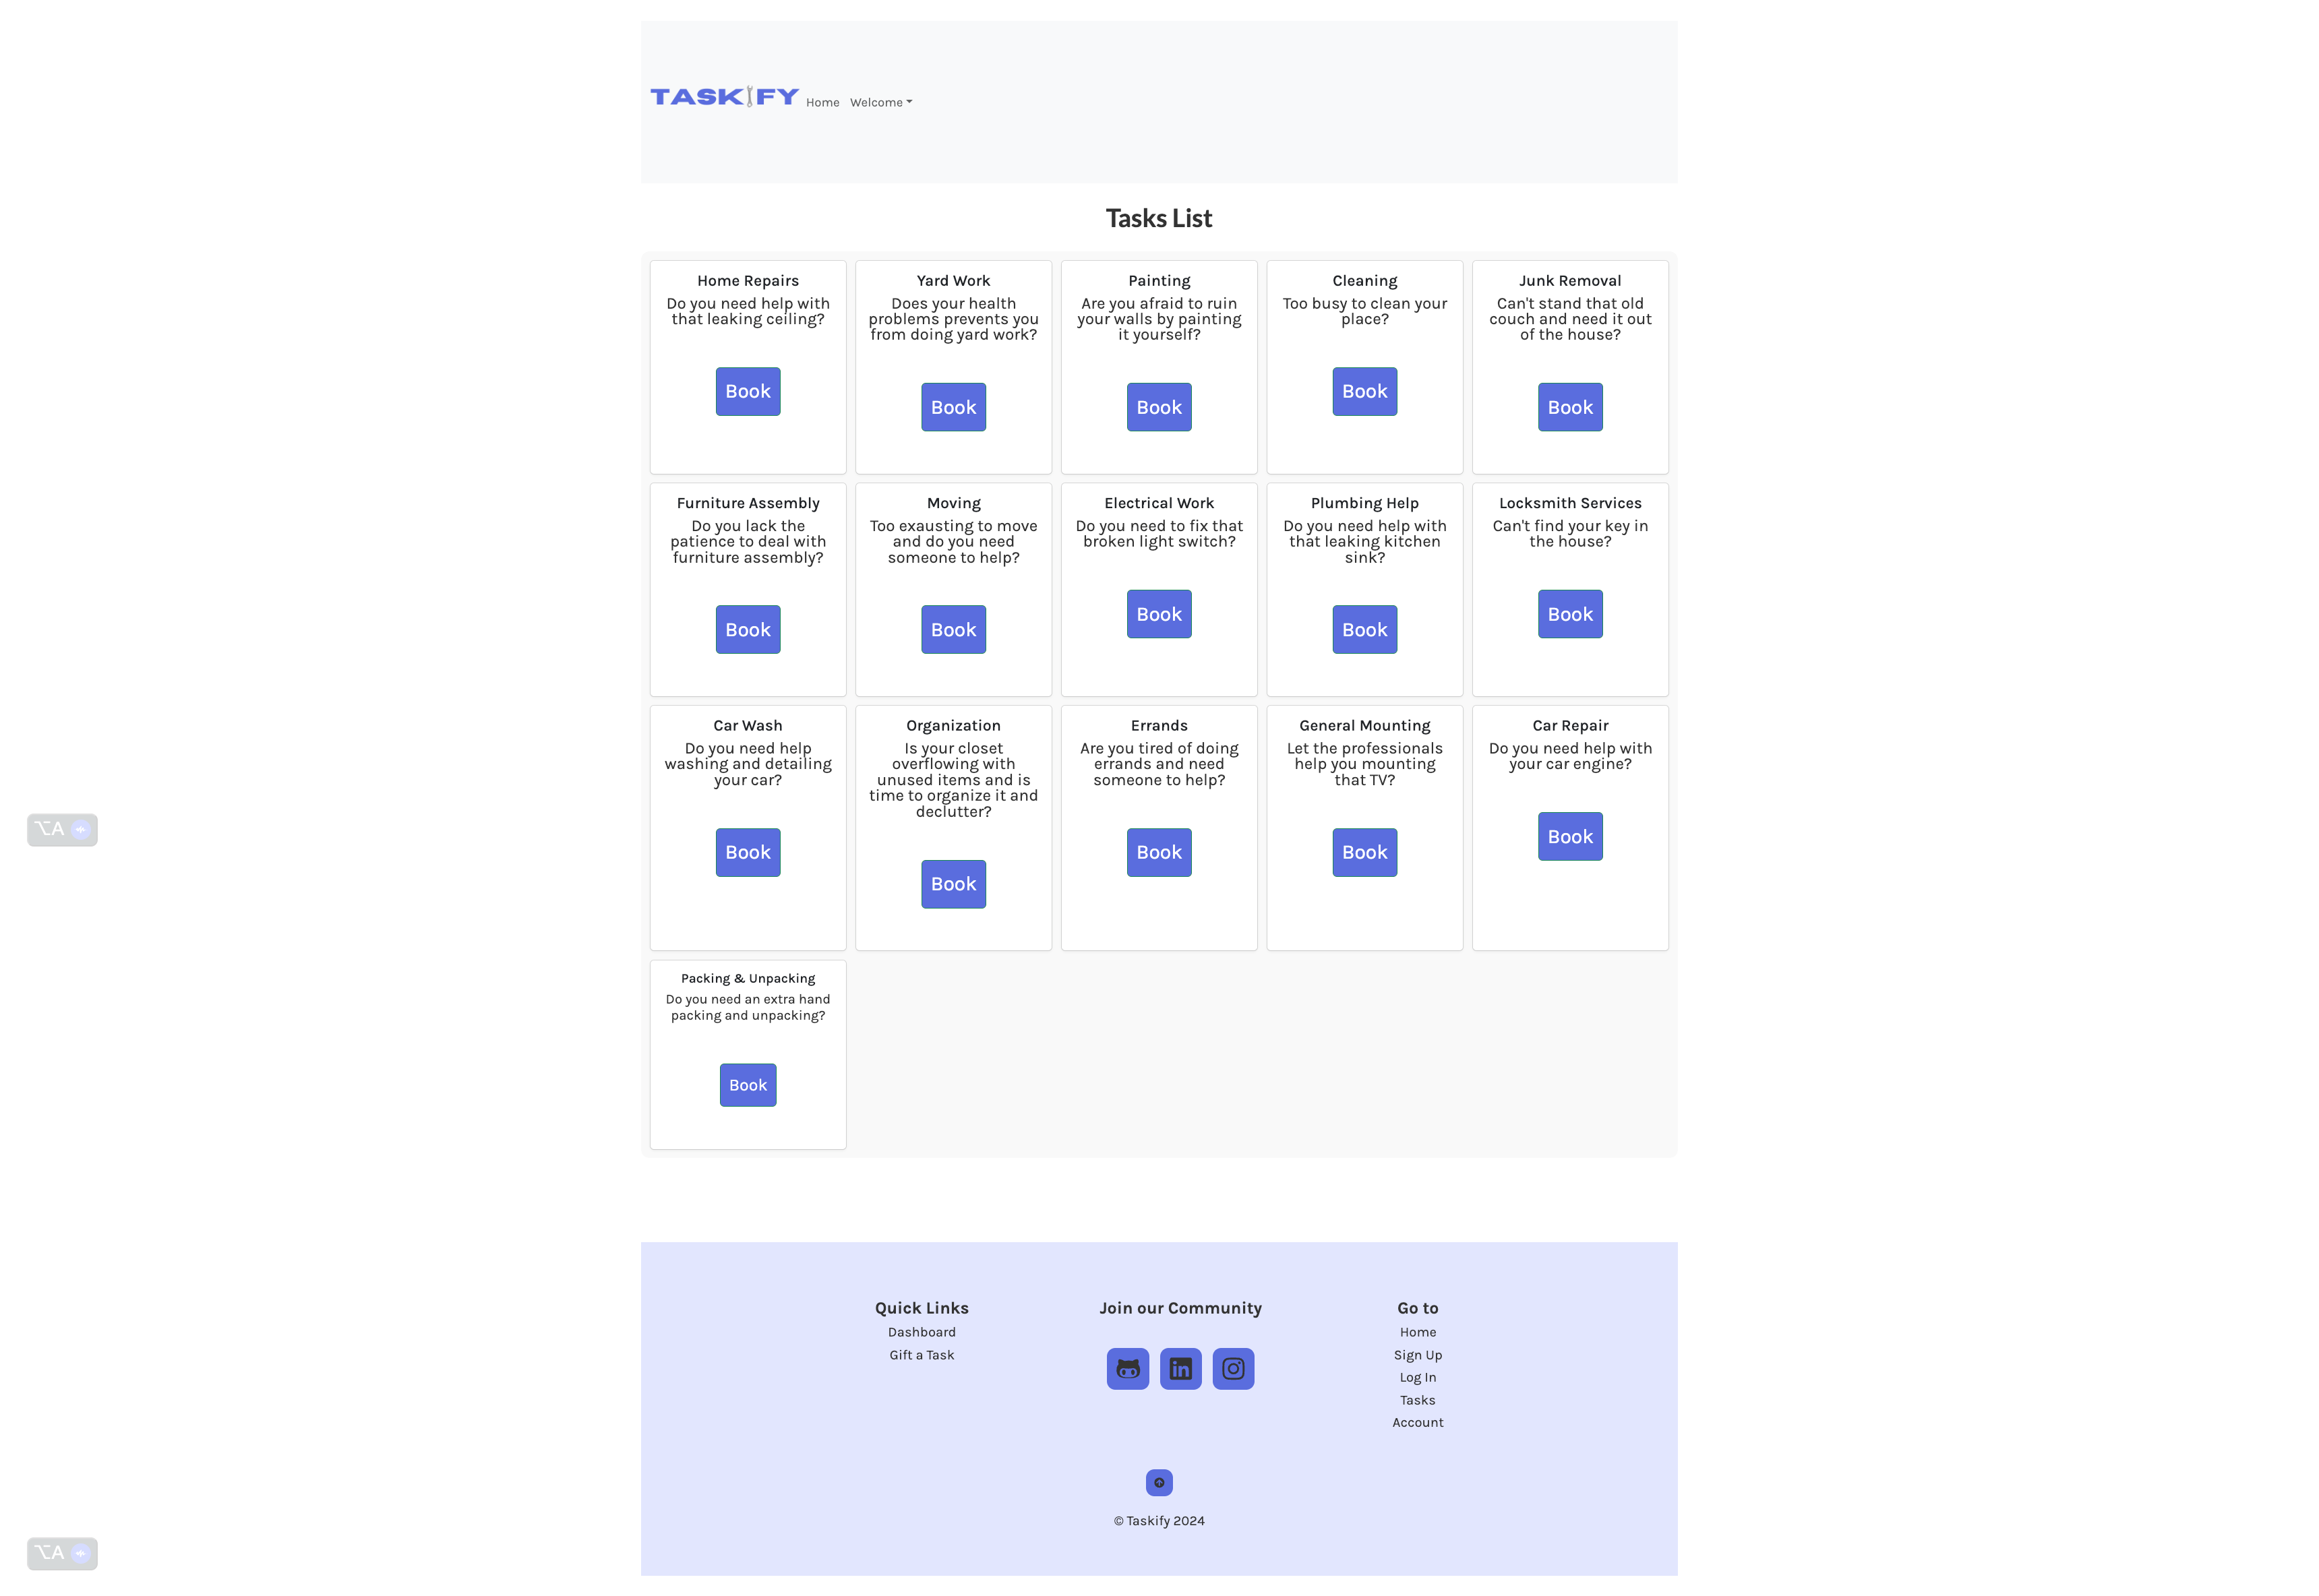 TASKIFY Home Welcome
Tasks List
Home Repairs
Do you need help with
that leaking ceiling?
Book
Yard Work
Does your health
problems prevents you
from doing yard work?
Book
Painting
Are you afraid to ruin
your walls by painting
it yourself?
Book
Cleaning
Too busy to clean your
place?
Book
Junk Removal
Can't stand that old
couch and need it out
of the house?
Book
Furniture Assembly
Do you lack the
patience to deal with
furniture assembly?
Book
Moving
Too exausting to move
and do you need
someone to help?
Book
Electrical Work
Do you need to fix that
broken light switch?
Book
Plumbing Help
Do you need help with
that leaking kitchen
sink?
Book
Locksmith Services
Can't find your key in
the house?
Book
Car Wash
Do you need help
washing and detailing
your car?
Book
Organization
Is your closet
overflowing with
unused items and is
time to organize it and
declutter?
Book
Errands
Are you tired of doing
errands and need
someone to help?
Book
General Mounting
Let the professionals
help you mounting
that TV?
Book
Car Repair
Do you need help with
your car engine?
Book
⌥A
Packing & Unpacking
Do you need an extra hand
packing and unpacking?
Book
Quick Links
Dashboard
Gift a Task
Join our Community
in
Go to
Home
Sign Up
Log In
Tasks
Account
© Taskify 2024
⌥A